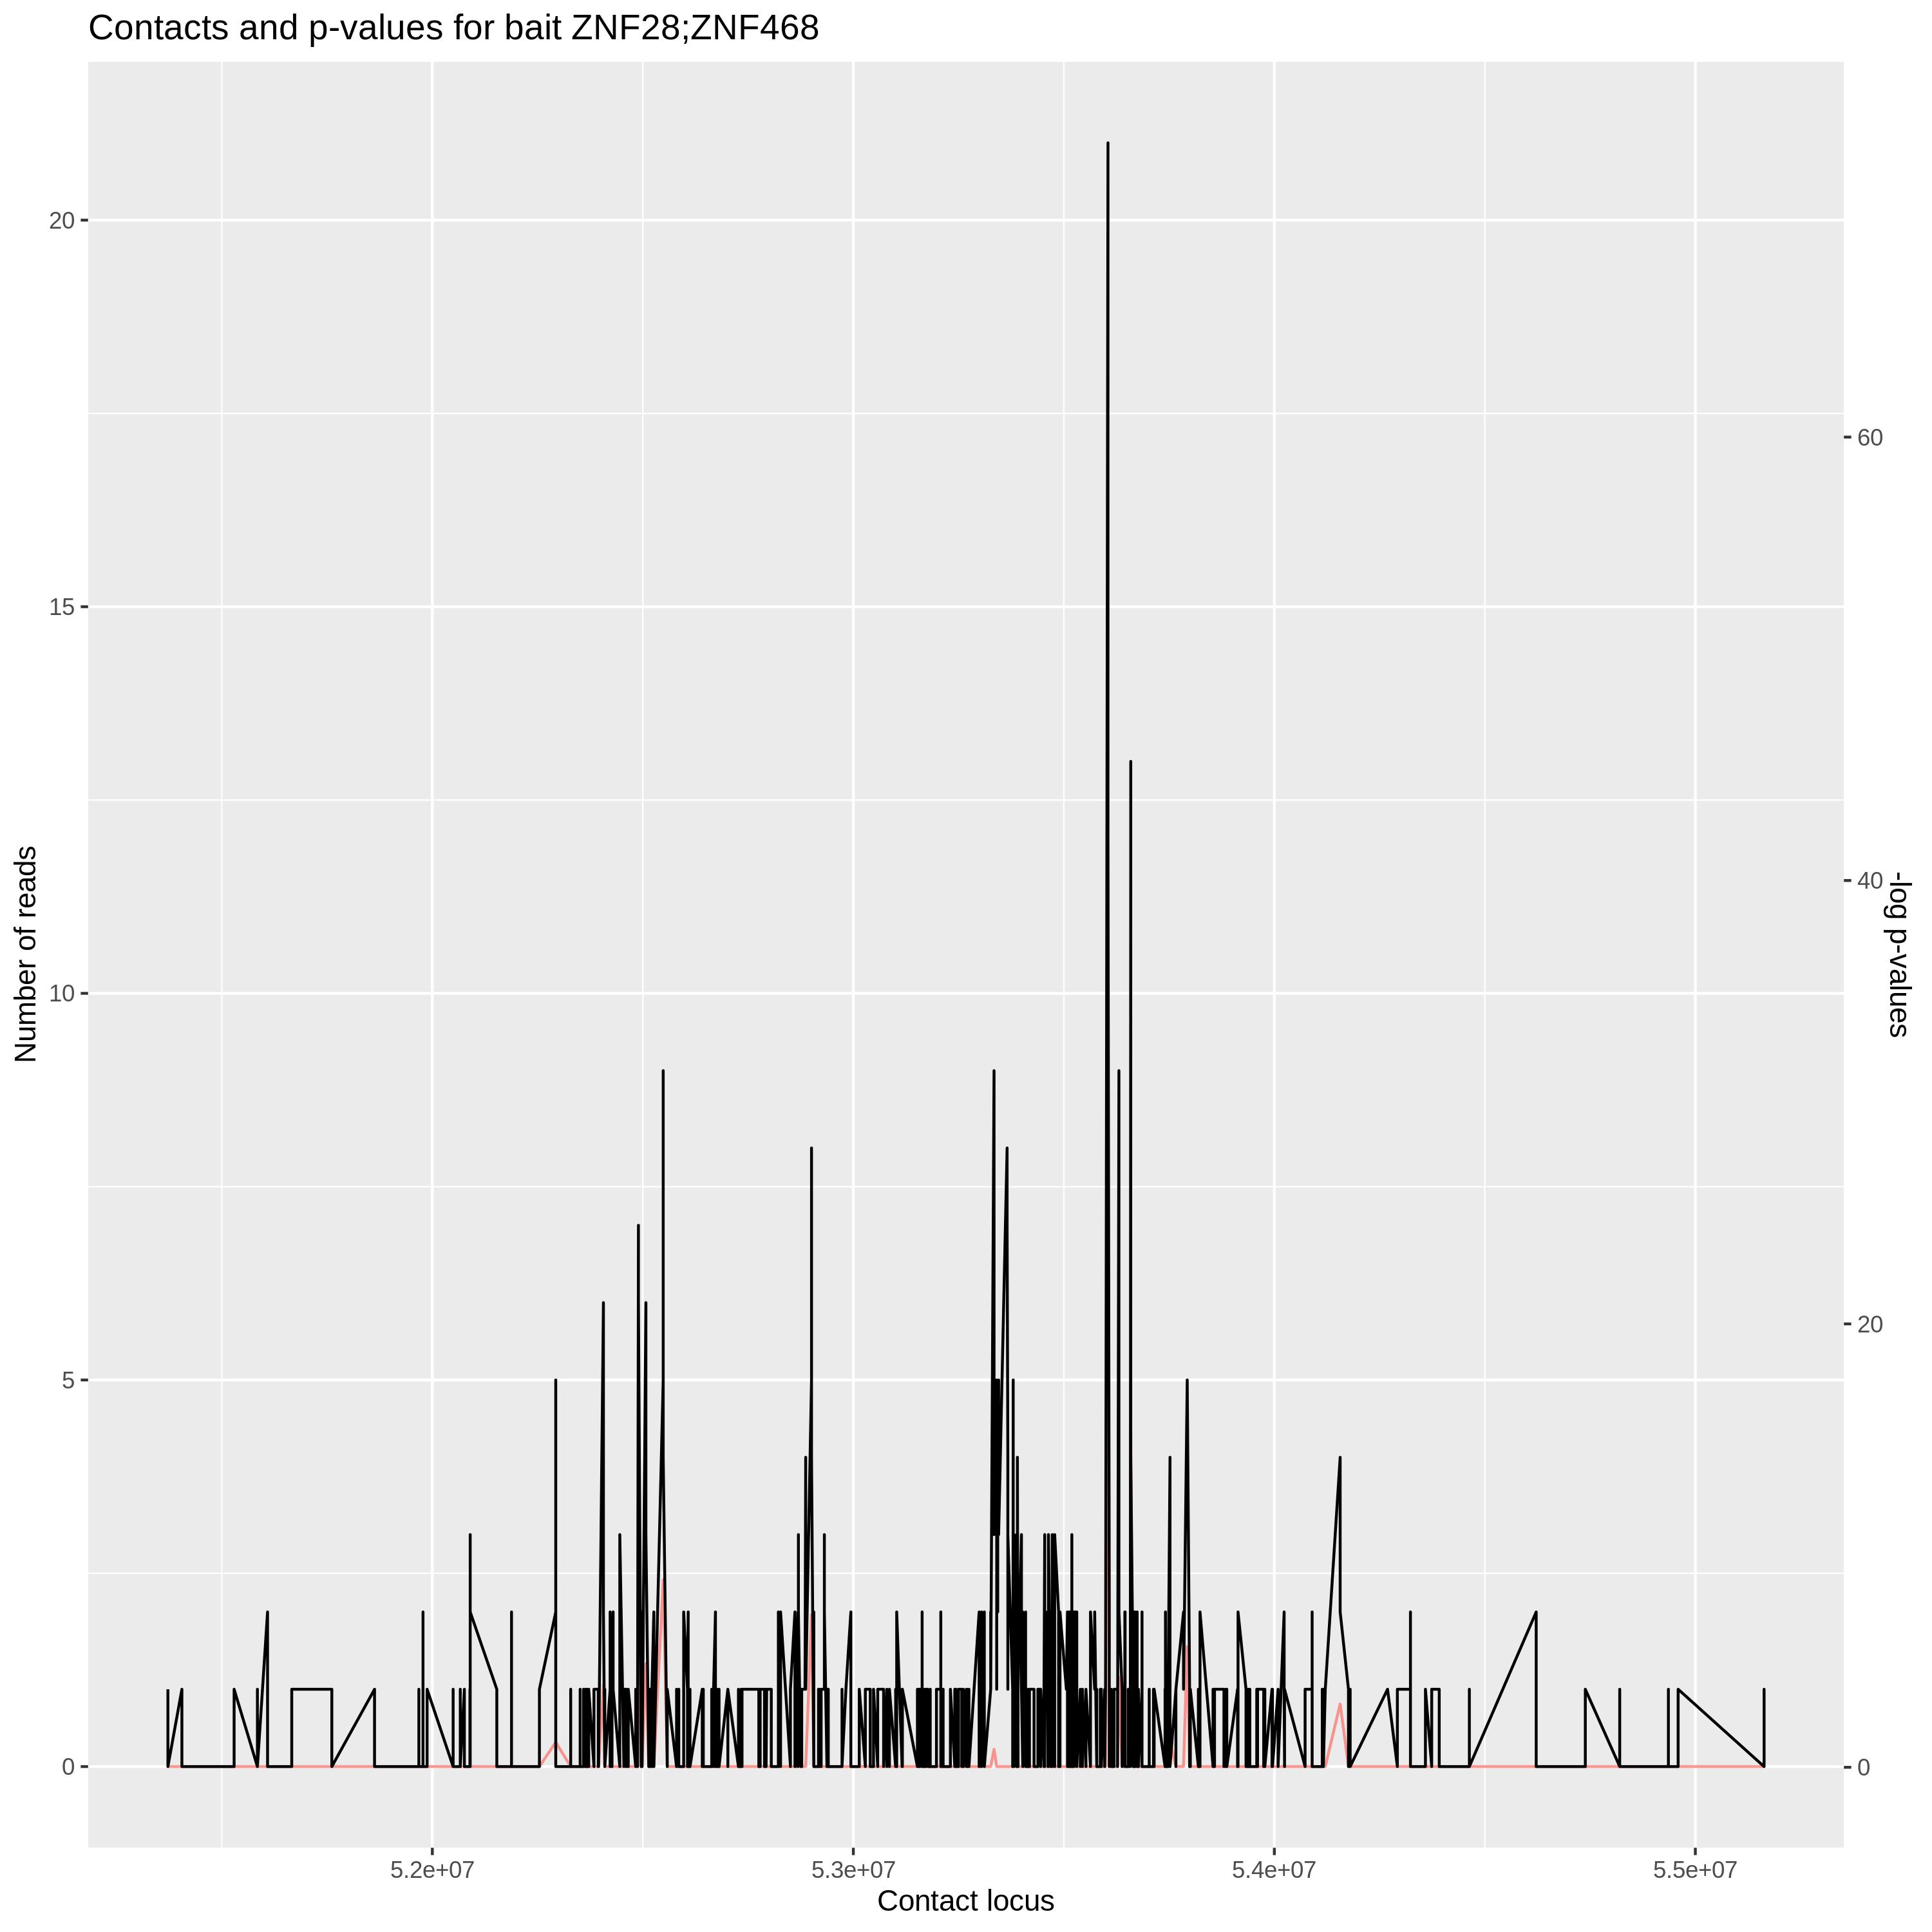 Contacts and p-values for bait ZNF28;ZNF468
20
15
10
5
0
Number of reads
60
40
20
0
-log p-values
5.2e+07
5.3e+07
5.4e+07
5.5e+07
Contact locus